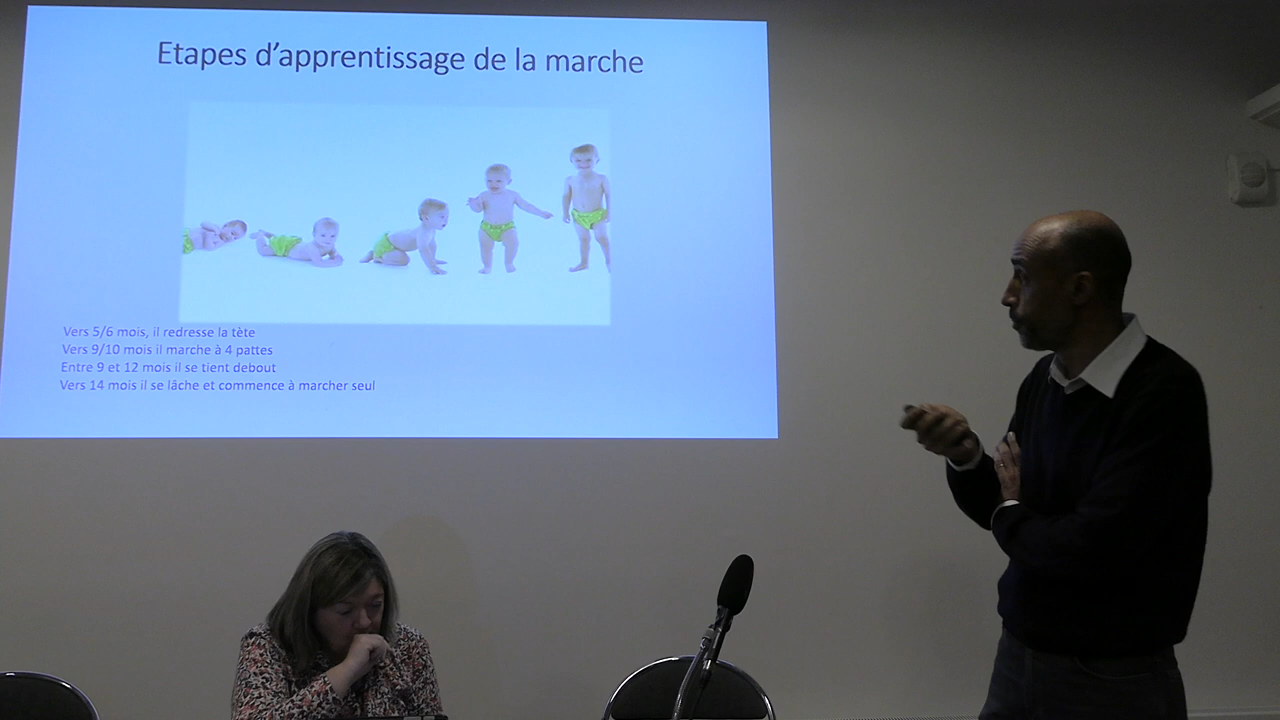 Etapes d’apprentissage de la marche
Vers 5/6 mois, il redresse la tète
Vers 9/10 mois il marche à 4 pattes
Entre 9 et 12 mois il se tient debout
Vers 14 mois il se lâche et commence à marcher seul